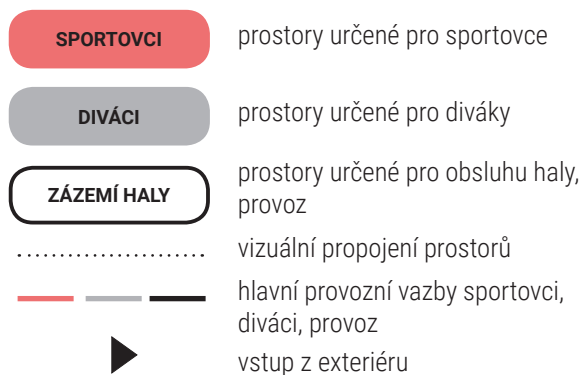 SPORTOVCI prostory určené pro sportovce
DIVÁCI prostory určené pro diváky
ZÁZEMÍ HALY prostory určené pro obsluhu haly,
provoz
vizuální propojení prostorů
hlavní provozní vazby sportovci,
diváci, provoz
vstup z exteriéru